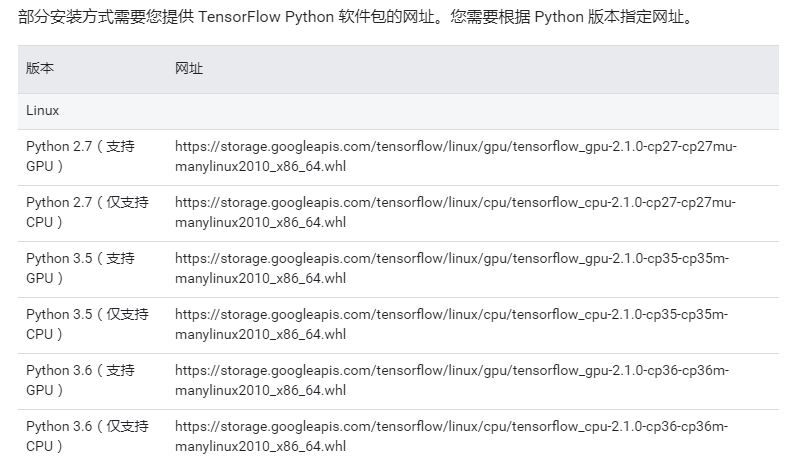 部分安装方式需要您提供 TensorFlow Python 软件包的网址。您需要根据 Python 版本指定网址。
版本 网址
Linux
Python 2.7（支持 GPU） https://storage.googleapis.com/tensorflow/linux/gpu/tensorflow_gpu-2.1.0-cp27-cp27mu-
manylinux2010_x86_64.whl
Python 2.7（仅支持 CPU） https://storage.googleapis.com/tensorflow/linux/cpu/tensorflow_cpu-2.1.0-cp27-cp27mu-
manylinux2010_x86_64.whl
Python 3.5（支持 GPU） https://storage.googleapis.com/tensorflow/linux/gpu/tensorflow_gpu-2.1.0-cp35-cp35m-
manylinux2010_x86_64.whl
Python 3.5（仅支持 CPU） https://storage.googleapis.com/tensorflow/linux/cpu/tensorflow_cpu-2.1.0-cp35-cp35m-
manylinux2010_x86_64.whl
Python 3.6（支持 GPU） https://storage.googleapis.com/tensorflow/linux/gpu/tensorflow_gpu-2.1.0-cp36-cp36m-
manylinux2010_x86_64.whl
Python 3.6（仅支持 CPU） https://storage.googleapis.com/tensorflow/linux/cpu/tensorflow_cpu-2.1.0-cp36-cp36m-
manylinux2010_x86_64.whl